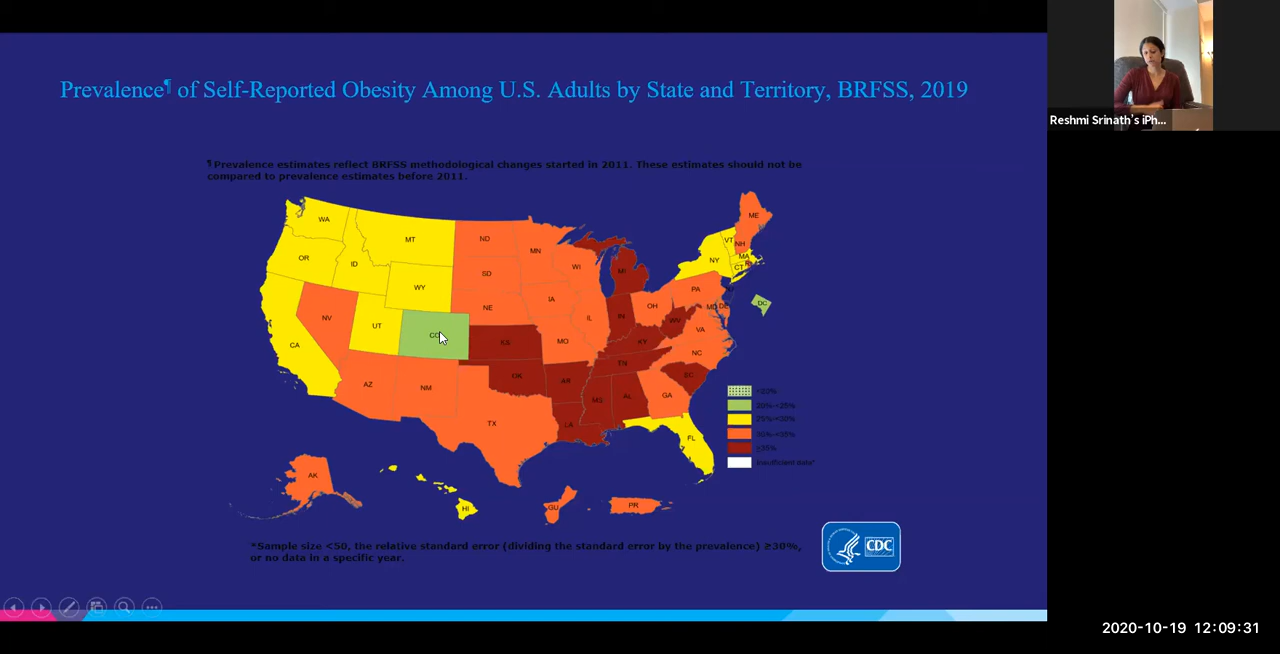 Prevalence¶ of Self-Reported Obesity Among U.S. Adults by State and Territory, BRFSS, 2019
Reshmi Srinath's iPh...
¶Prevalence estimates reflect BRFSS methodological changes started in 2011. These estimates should not be
compared to prevalence estimates before 2011.
WA
MT
ND
MN
ME
VT
NH
OR
ID
SD
WI
MI
NY
MA
CT
WY
NE
IA
PA
NV
UT
CO
IL
IN
OH
MD
DE
DC
CA
KS
MO
KY
WV
VA
AZ
NM
OK
AR
TN
NC
TX
LA
MS
AL
GA
SC
FL
<20%
20%-<25%
25%-<30%
30%-<35%
≥35%
Insufficient data*
AK
HI
GU
PR
*Sample size <50, the relative standard error (dividing the standard error by the prevalence) ≥30%,
or no data in a specific year.
CDC
2020-10-19 12:09:31